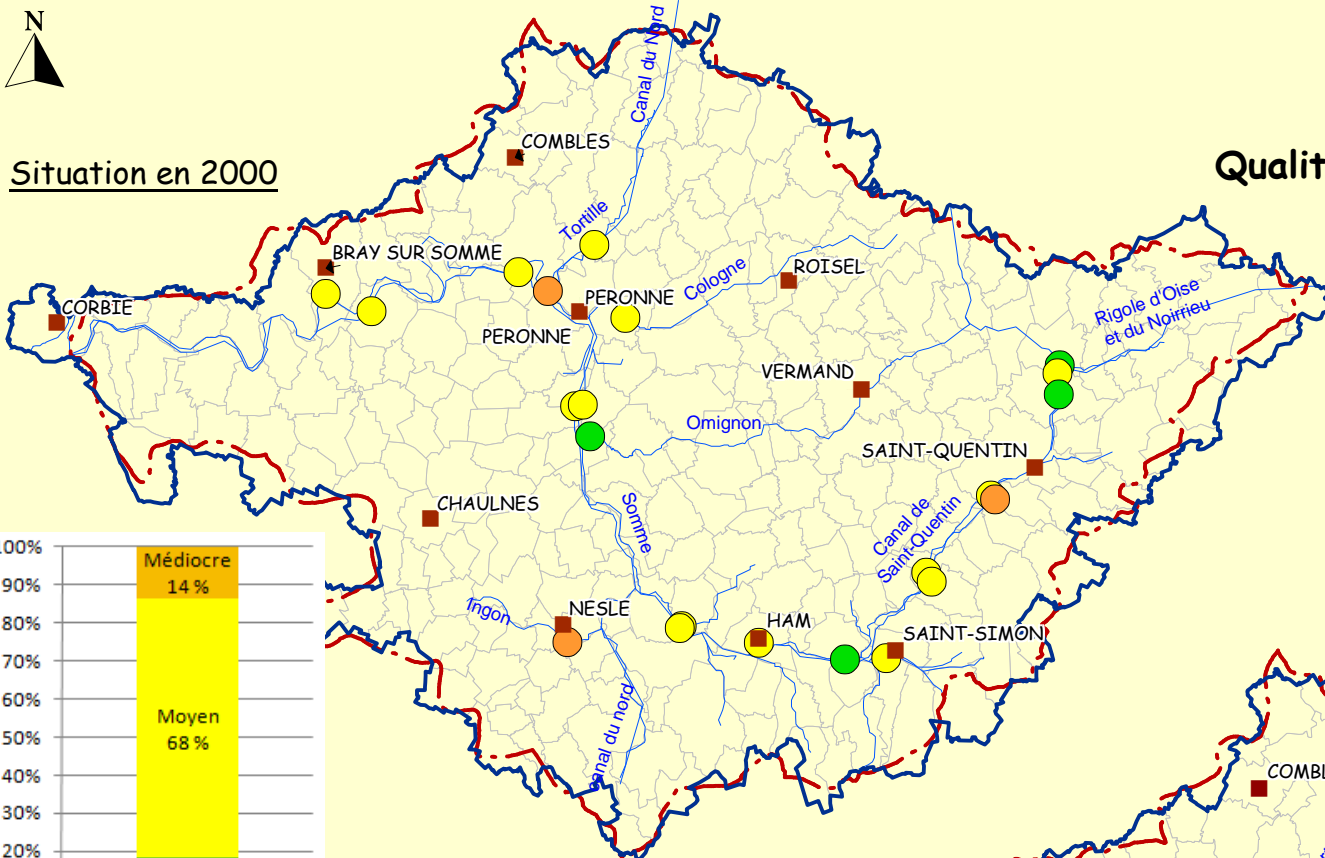 N
Canal du Nord
COMBLES
Situation en 2000
Qualit
Tortille
BRAY SUR SOMME
Cologne
ROISEL
CORBIE
PERONNE
PERONNE
Rigole d'Oise
et du Noirrieu
VERMAND
Omignon
SAINT-QUENTIN
CHAULNES
Somme
Canal de
Saint-Quentin
100%
Médiocre
14 %
90%
80%
Ingon
NESLE
HAM
SAINT-SIMON
70%
60%
Moyen
68 %
50%
canal du nord
40%
COMBL
30%
20%